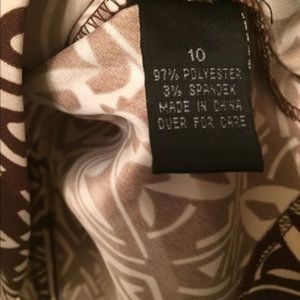 10
97% POLYESTER
3% SPANDEX
MADE IN CHINA
OVER FOR CARE